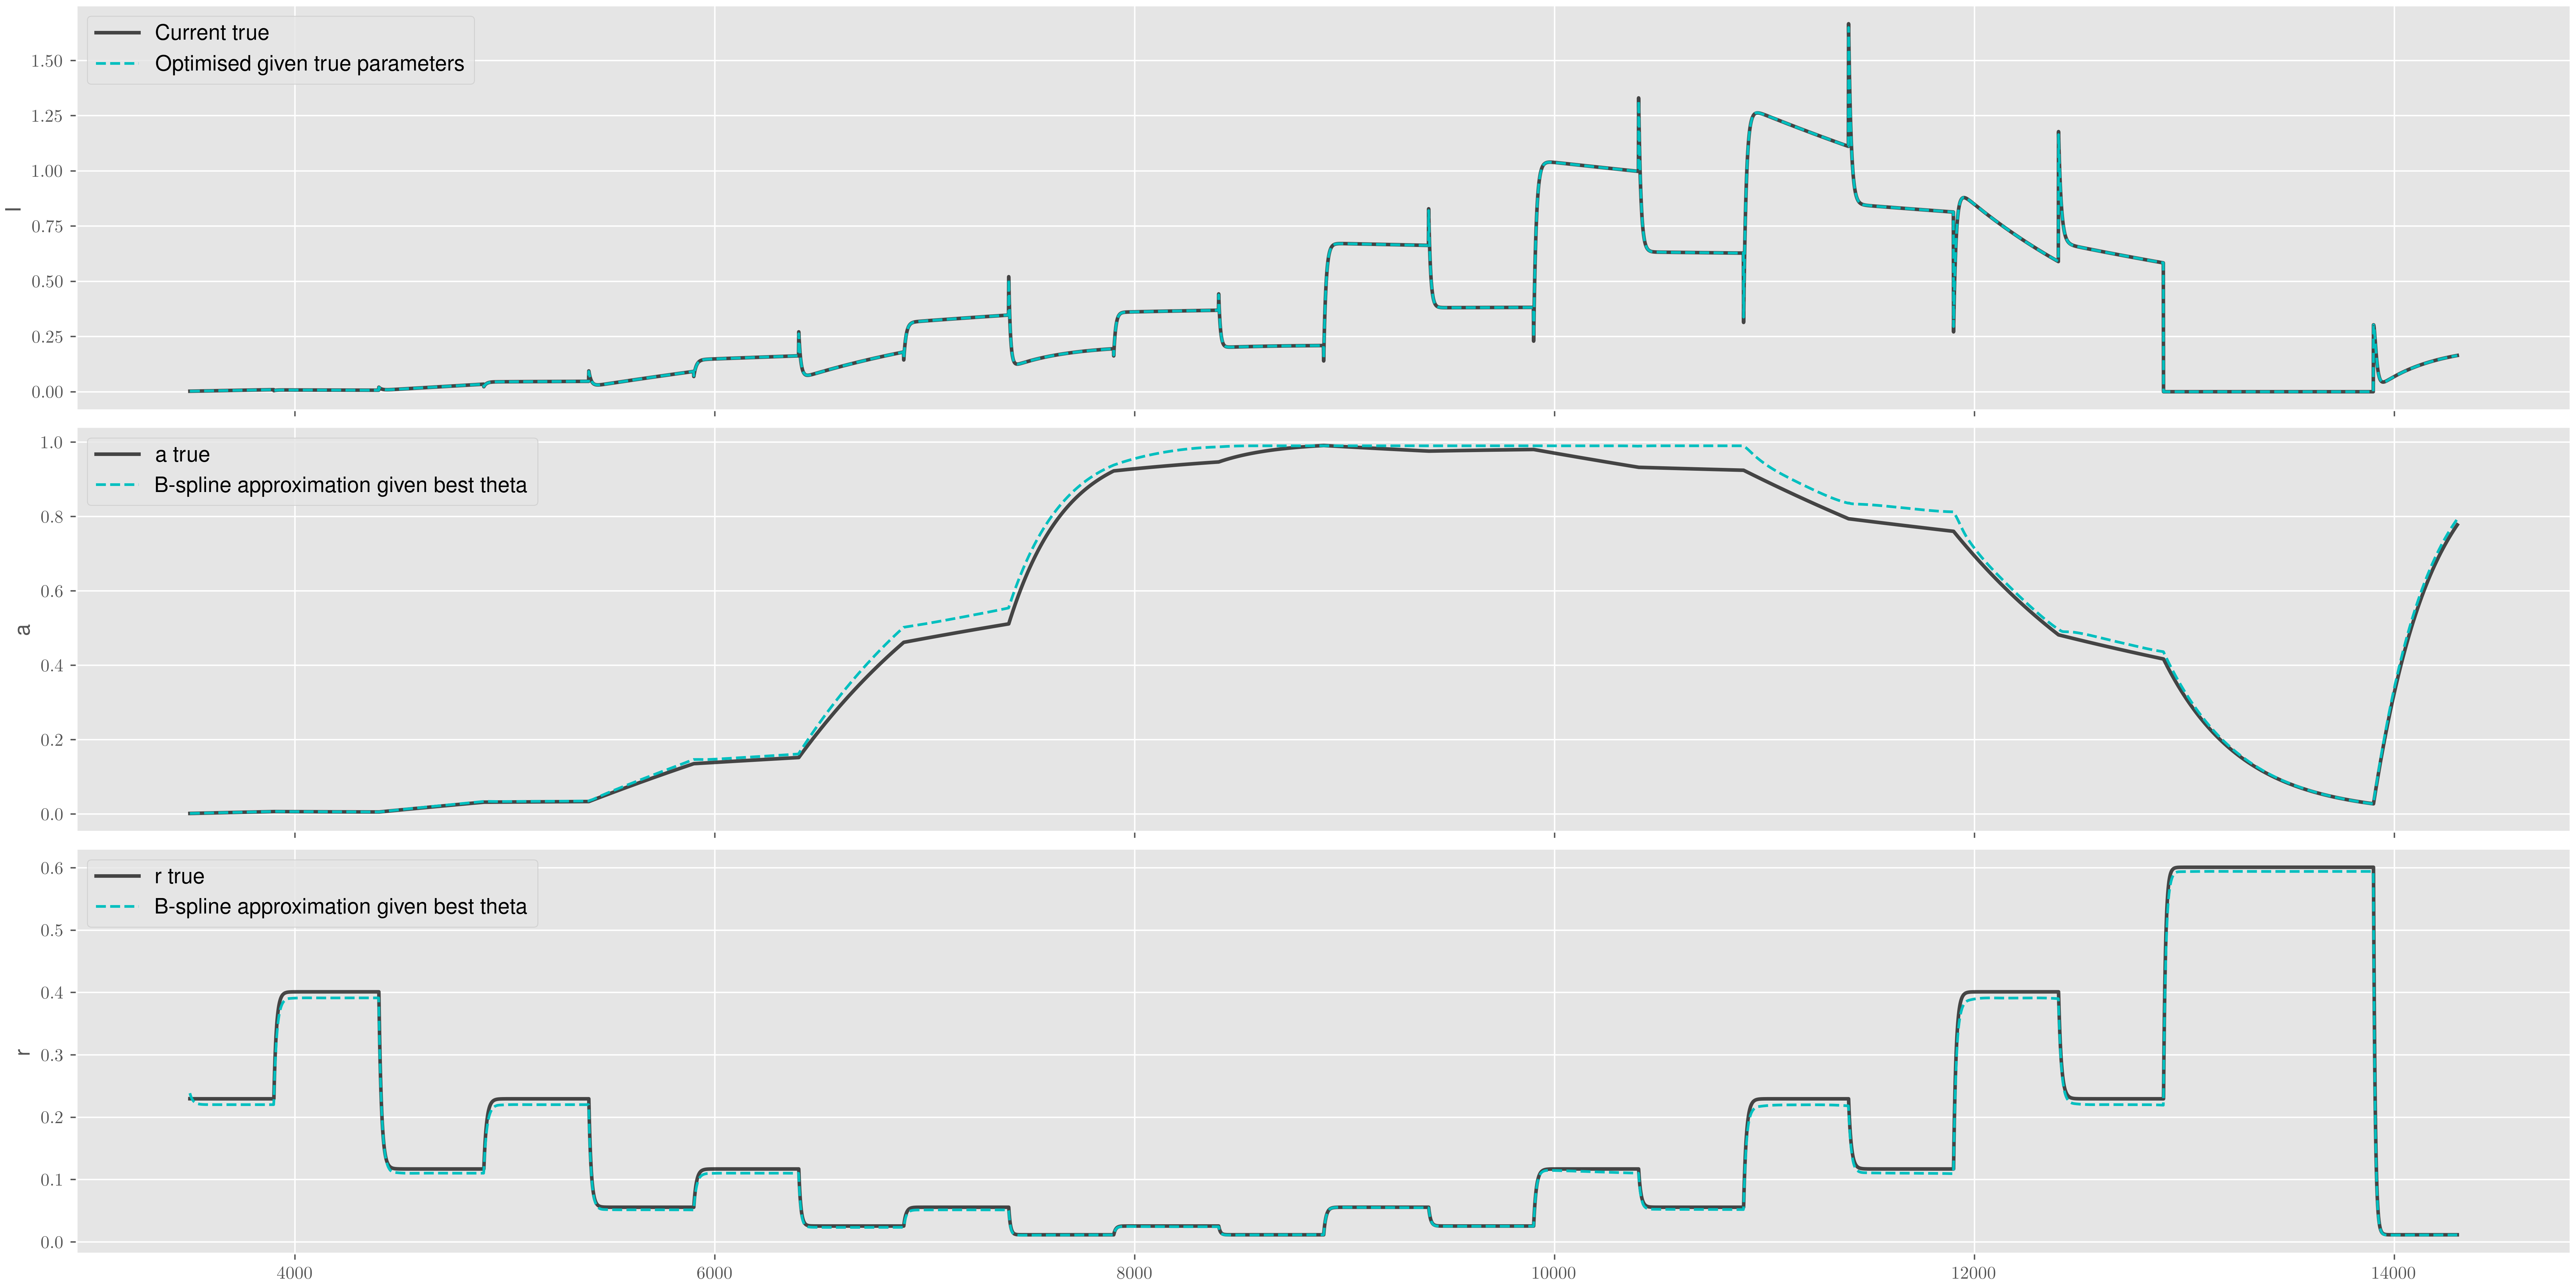 Current true
Optimised given true parameters
1.50
1.25
1.00
0.75
0.50
0.25
0.00
I
a true
B-spline approximation given best theta
1.0
0.8
0.6
0.4
0.2
0.0
a
r true
B-spline approximation given best theta
0.6
0.5
0.4
0.3
0.2
0.1
0.0
r
4000 6000 8000 10000 12000 14000